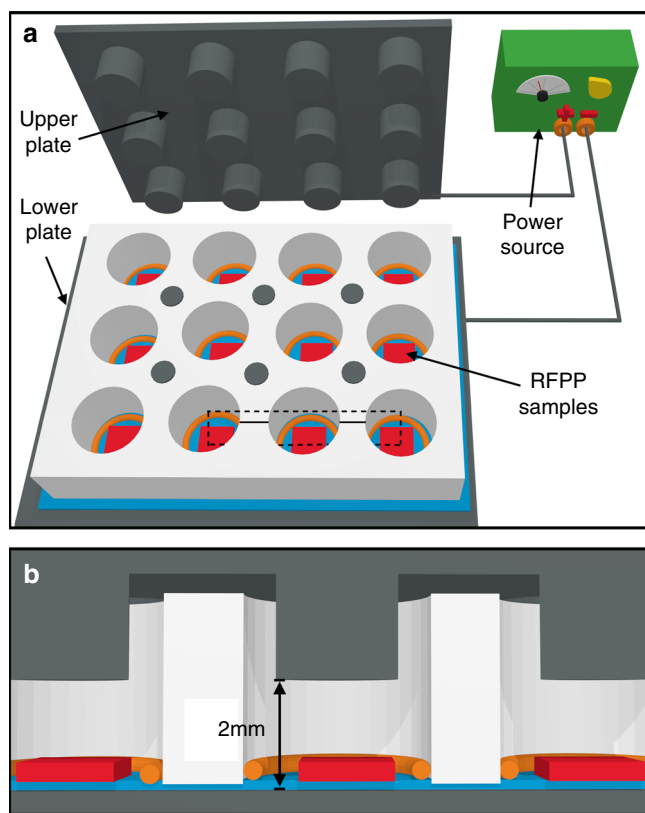 a
Upper
plate
Lower
plate
Power
source
RFPP
samples
b
2mm